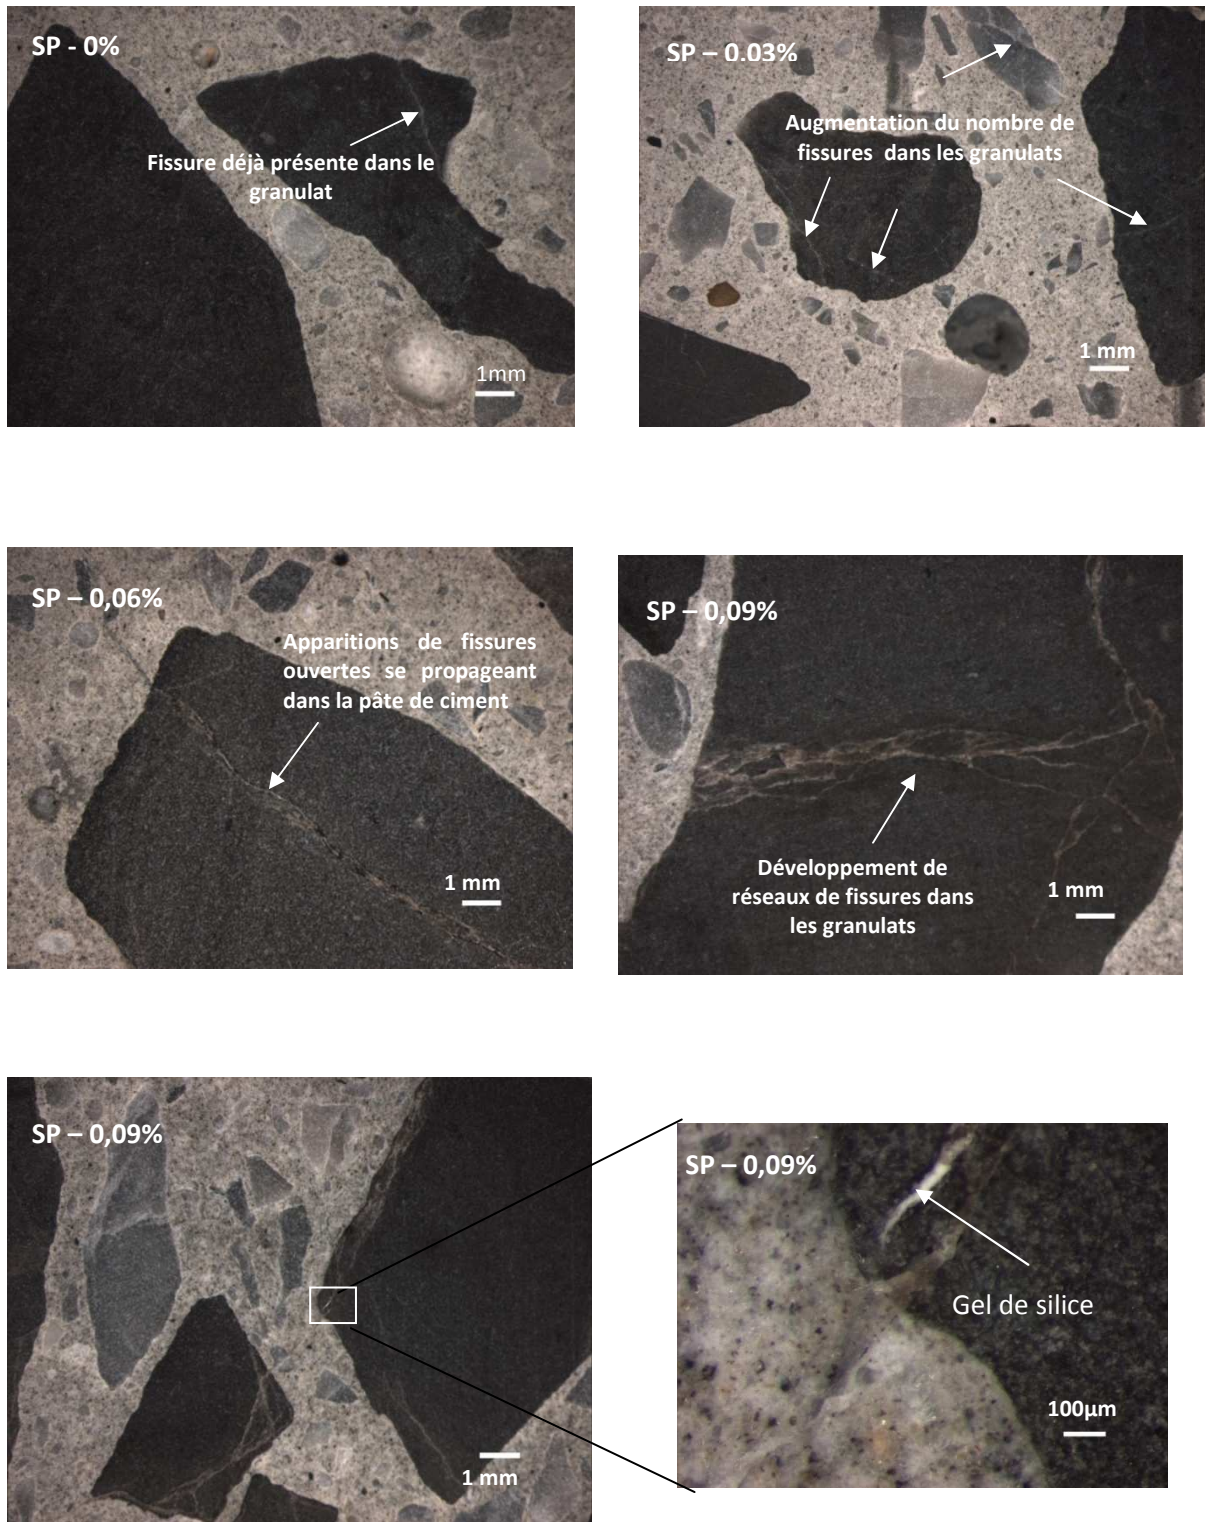 SP - 0%
Fissure déjà présente dans le
granulat
1mm
SP – 0.03%
Augmentation du nombre de
fissures dans les granulats
1 mm
SP – 0,06%
Apparitions de fissures
ouvertes se propageant
dans la pâte de ciment
1 mm
SP – 0,09%
Développement de
réseaux de fissures dans
les granulats
1 mm
SP – 0,09%
1 mm
SP – 0,09%
Gel de silice
100µm